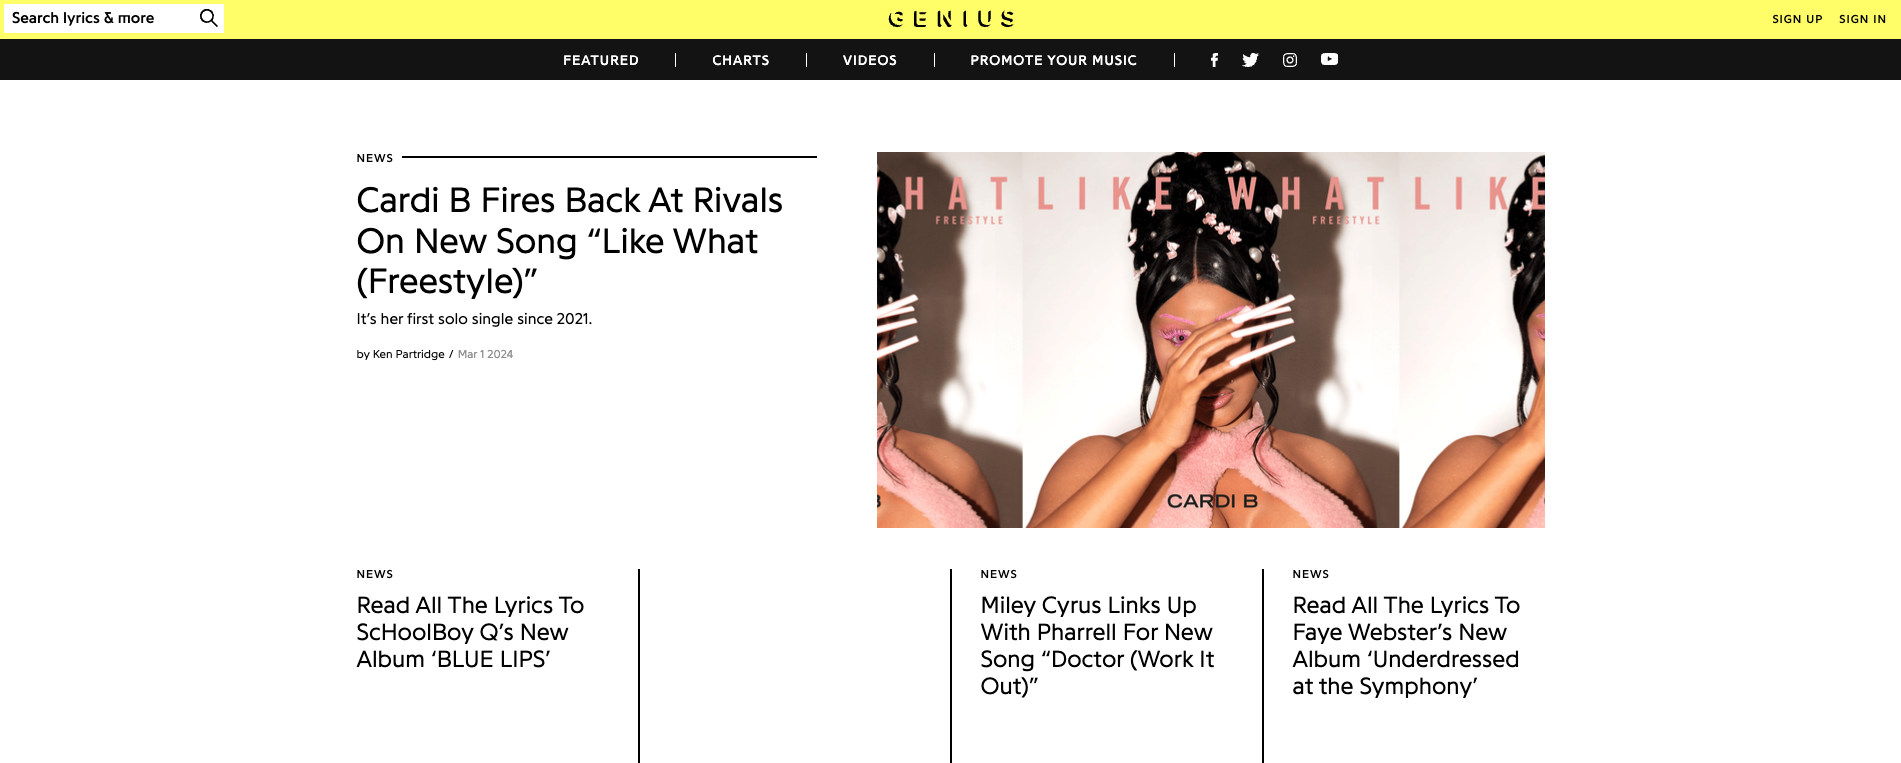 Search lyrics & more
GENIUS
SIGN UP SIGN IN
FEATURED CHARTS VIDEOS PROMOTE YOUR MUSIC
NEWS
Cardi B Fires Back At Rivals
On New Song “Like What
(Freestyle)”
It’s her first solo single since 2021.
by Ken Partridge / Mar 1 2024
HAT LIKE WHAT LIKE
FREESTYLE FREESTYLE
B CARDI B
NEWS
Read All The Lyrics To
ScHoolBoy Q’s New
Album ‘BLUE LIPS’
NEWS
Miley Cyrus Links Up
With Pharrell For New
Song “Doctor (Work It
Out)”
NEWS
Read All The Lyrics To
Faye Webster’s New
Album ‘Underdressed
at the Symphony’